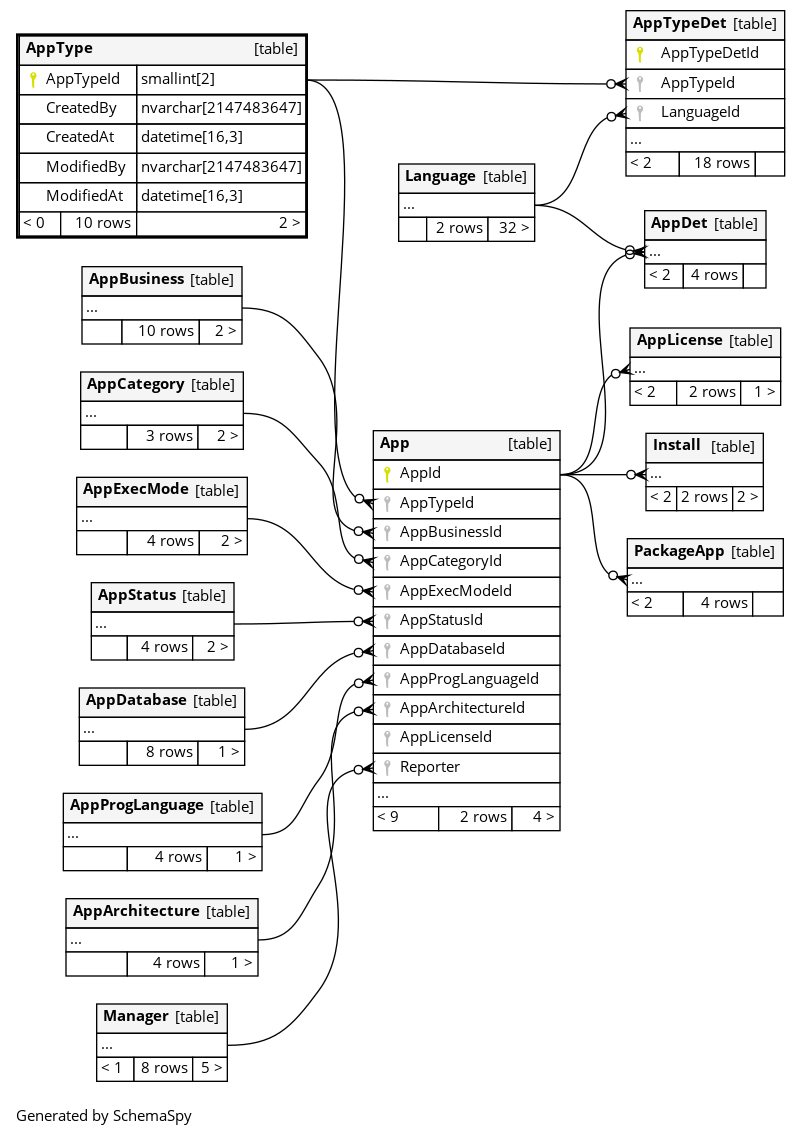 AppType [table]
AppTypeId smallint[2]
CreatedBy nvarchar[2147483647]
CreatedAt datetime[16,3]
ModifiedBy nvarchar[2147483647]
ModifiedAt datetime[16,3]
< 0 10 rows 2 >
AppTypeDet [table]
AppTypeDetId
AppTypeId
LanguageId
...
< 2 18 rows
Language [table]
...
2 rows 32 >
AppDet [table]
...
< 2 4 rows
AppBusiness [table]
...
10 rows 2 >
AppLicense [table]
...
< 2 2 rows 1 >
AppCategory [table]
...
3 rows 2 >
Install [table]
...
< 2 2 rows 2 >
AppExecMode [table]
...
4 rows 2 >
PackageApp [table]
...
< 2 4 rows
App [table]
AppId
AppTypeId
AppBusinessId
AppCategoryId
AppExecModeId
AppStatusId
AppDatabaseId
AppProgLanguageId
AppArchitectureId
AppLicenseId
Reporter
...
< 9 2 rows 4 >
AppStatus [table]
...
4 rows 2 >
AppDatabase [table]
...
8 rows 1 >
AppProgLanguage [table]
...
4 rows 1 >
AppArchitecture [table]
...
4 rows 1 >
Manager [table]
...
< 1 8 rows 5 >
Generated by SchemaSpy